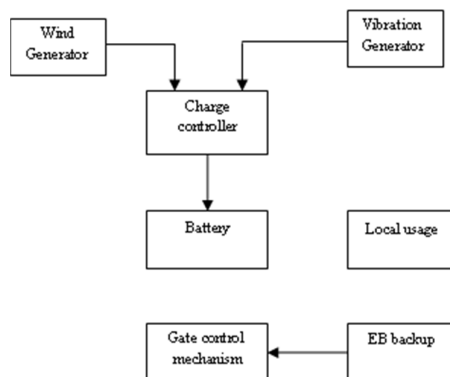 Wind
Generator
Vibration
Generator
Charge
controller
Battery
Local usage
Gate control
mechanism
EB backup